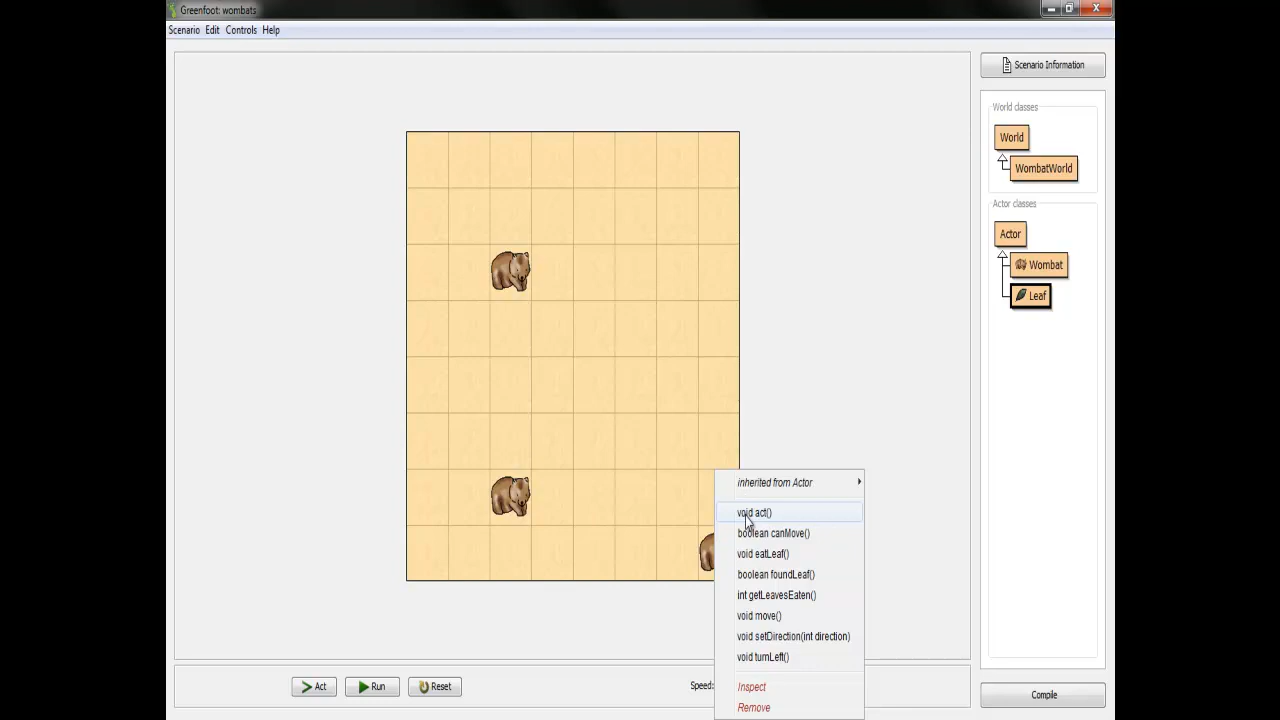 Greenfoot: wombats
Scenario Edit Controls Help
Scenario Information
World classes
World
WombatWorld
Actor classes
Actor
Wombat
Leaf
inherited from Actor
void act()
boolean canMove()
void eatLeaf()
boolean foundLeaf()
int getLeavesEaten()
void move()
void setDirection(int direction)
void turnLeft()
Inspect
Remove
Act Run Reset Speed:
Compile